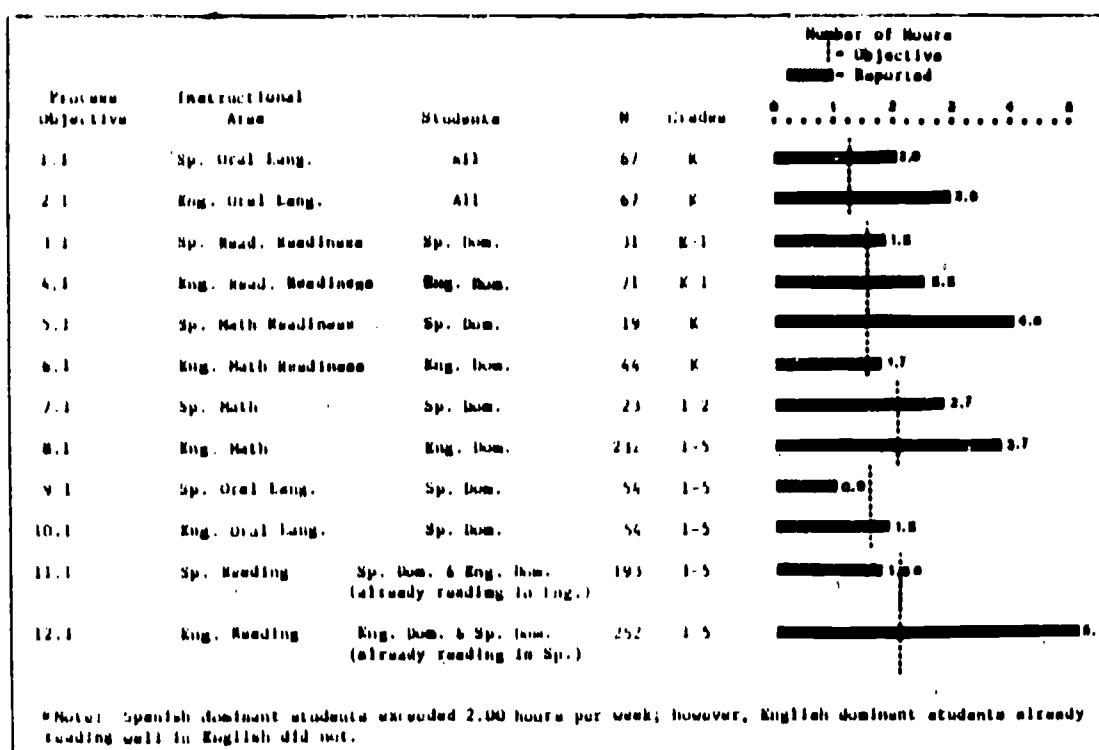 Number of Hours
= Objective
= Reported
Process Instructional
Objective Area Students N Grades 0 1 2 3 4 5
1.1 Sp. Oral Lang. All 67 K 2.0
2.1 Eng. Oral Lang. All 67 K
3.1 Sp. Read. Readiness Sp. Dom. 31 K-1 1.8
4.1 Eng. Read. Readiness Eng. Dom. 71 K-1
5.1 Sp. Math Readiness Sp. Dom. 19 K 4.0
6.1 Eng. Math Readiness Eng. Dom. 44 K 1.7
7.1 Sp. Math Sp. Dom. 23 1-2 2.7
8.1 Eng. Math Eng. Dom. 1-5 3.7
9.1 Sp. Oral Lang. Sp. Dom. 54 1-5 0.9
10.1 Eng. Oral Lang. Sp. Dom. 54 1-5 1.8
11.1 Sp. Reading Sp. Dom. & Eng. Dom. 193 1-5
(already reading in Eng.)
12.1 Eng. Reading Eng. Dom. & Sp. Dom. 252 1-5
(already reading in Sp.)
*Note: Spanish dominant students exceeded 2.00 hours per week; however, English dominant students already
reading well in English did not.